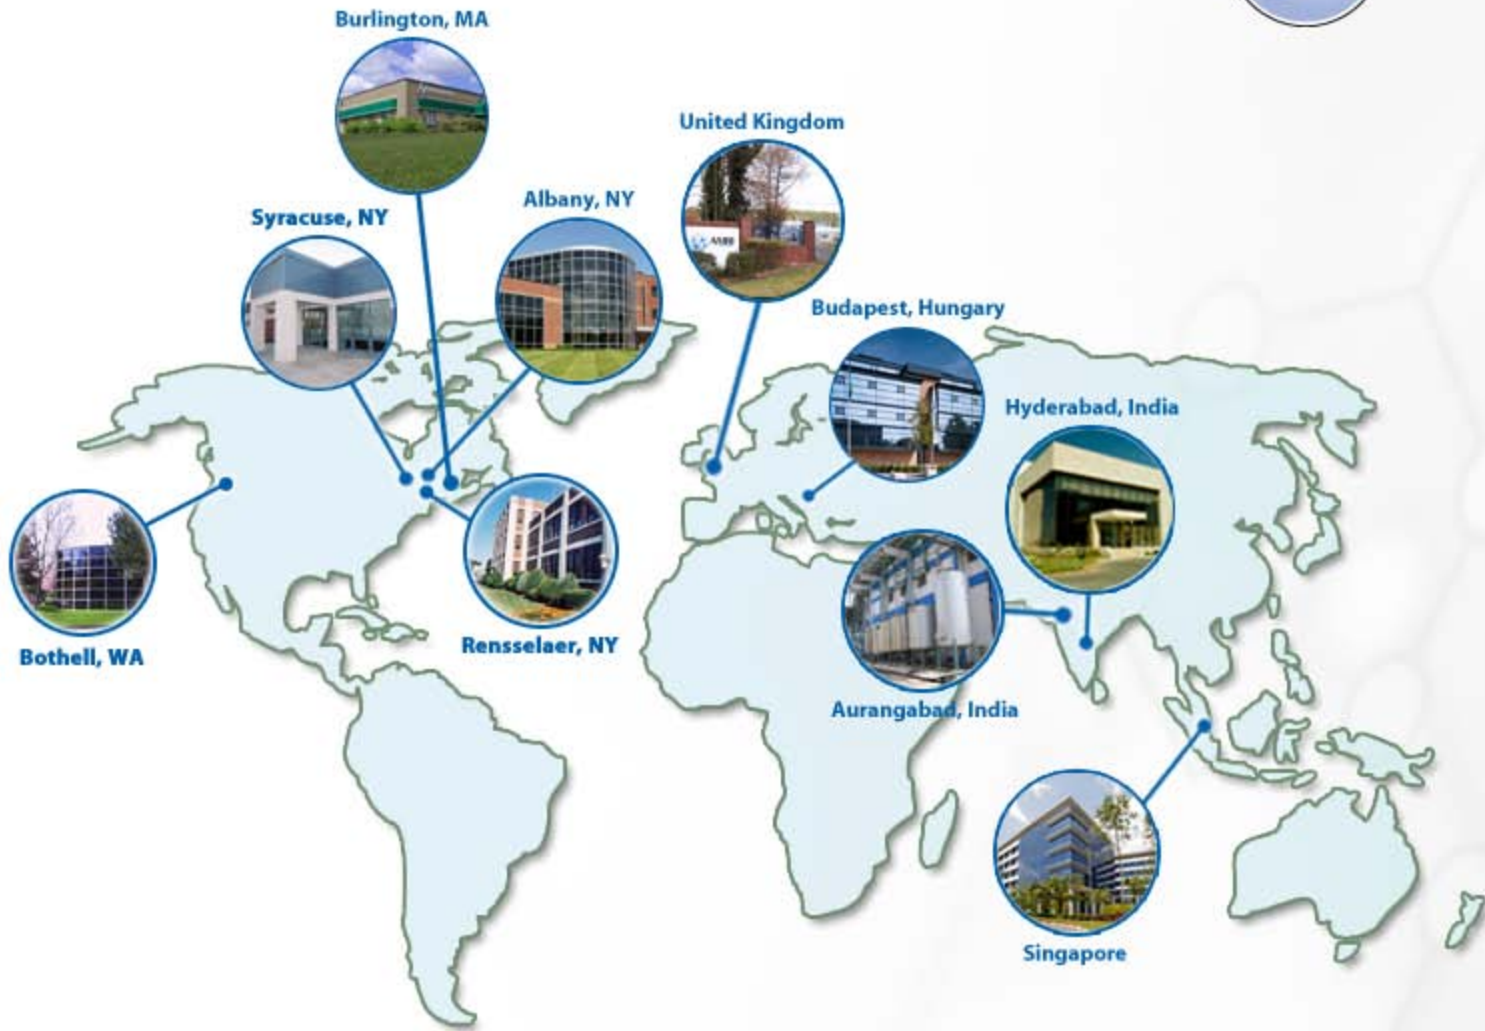 Burlington, MA
United Kingdom
Albany, NY
Syracuse, NY
Budapest, Hungary
Hyderabad, India
Rensselaer, NY
Bothell, WA
Aurangabad, India
Singapore